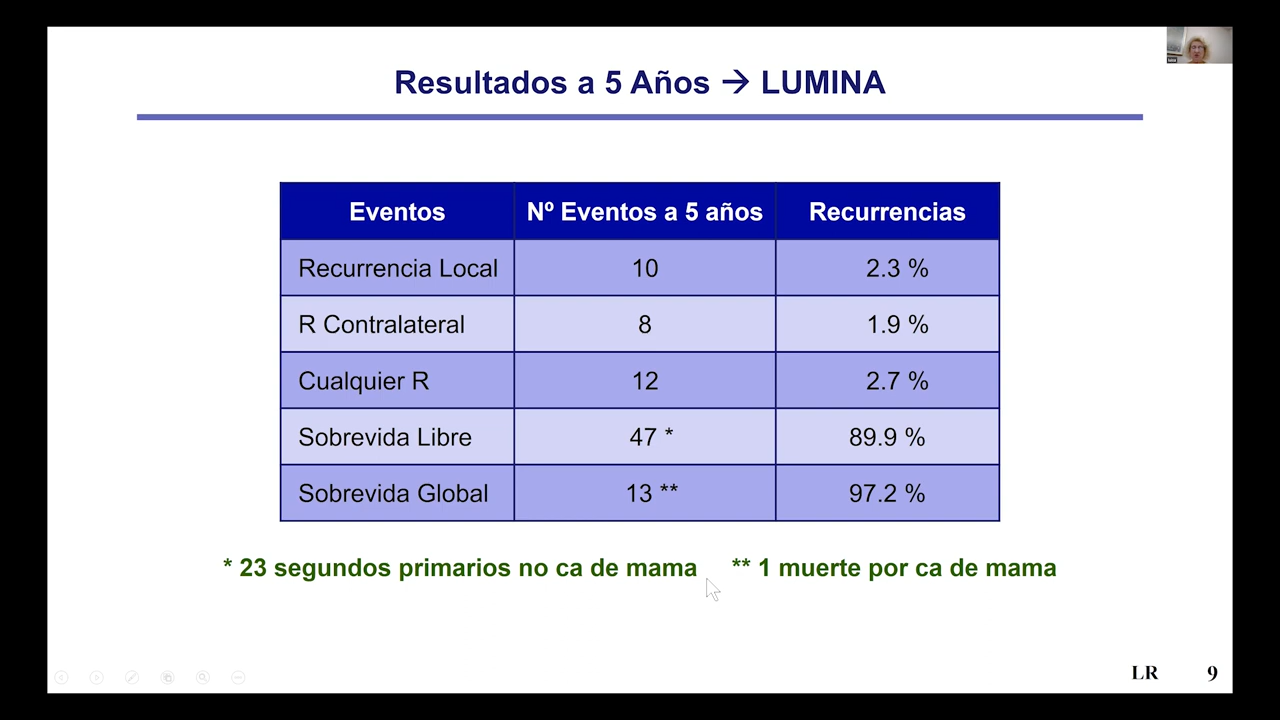 Resultados a 5 Años → LUMINA
Eventos Nº Eventos a 5 años Recurrencias
Recurrencia Local 10 2.3 %
R Contralateral 8 1.9 %
Cualquier R 12 2.7 %
Sobrevida Libre 47 * 89.9 %
Sobrevida Global 13 ** 97.2 %
* 23 segundos primarios no ca de mama ** 1 muerte por ca de mama
LR 9